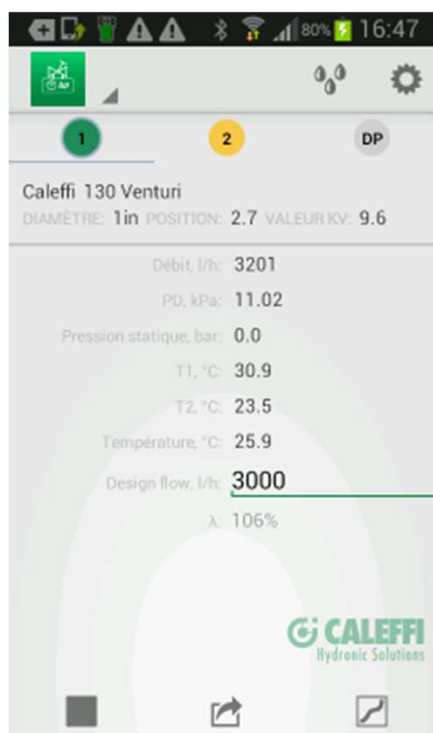 80% 16:47
1 2 DP
Caleffi 130 Venturi
DIAMÈTRE: 1in POSITION: 2.7 VALEUR KV: 9.6
Débit, l/h: 3201
PD, kPa: 11.02
Pression statique, bar: 0.0
T1, °C: 30.9
T2, °C: 23.5
Température, °C: 25.9
Design flow, l/h: 3000
λ: 106%
CALEFFI
Hydronic Solutions